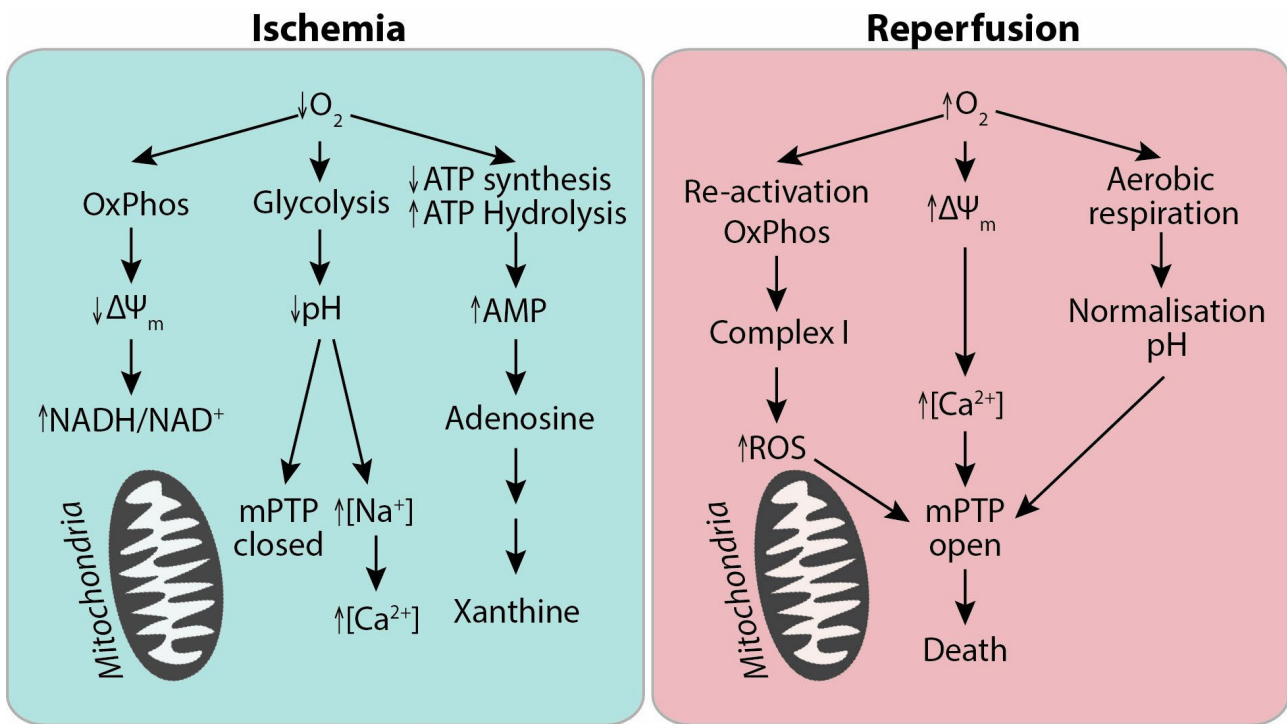 Ischemia
↓O₂
OxPhos
↓ΔΨₘ
↑NADH/NAD⁺
Glycolysis
↓pH
mPTP
closed
↑[Na⁺]
↑[Ca²⁺]
↓ATP synthesis
↑ATP Hydrolysis
↑AMP
Adenosine
Xanthine
Mitochondria
Reperfusion
↑O₂
Re-activation
OxPhos
Complex I
↑ROS
↑ΔΨₘ
↑[Ca²⁺]
mPTP
open
Death
Aerobic
respiration
Normalisation
pH
Mitochondria